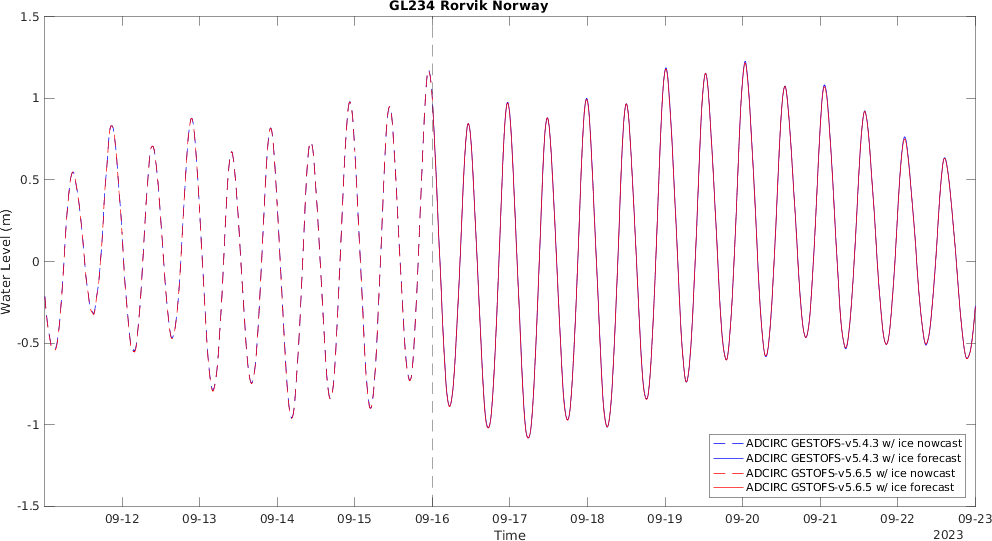 GL234 Rorvik Norway
1.5
1
0.5
0
-0.5
-1
-1.5
Water Level (m)
09-12 09-13 09-14 09-15 09-16 09-17 09-18 09-19 09-20 09-21 09-22 09-23
Time
2023
ADCIRC GESTOFS-v5.4.3 w/ ice nowcast
ADCIRC GESTOFS-v5.4.3 w/ ice forecast
ADCIRC GSTOFS-v5.6.5 w/ ice nowcast
ADCIRC GSTOFS-v5.6.5 w/ ice forecast